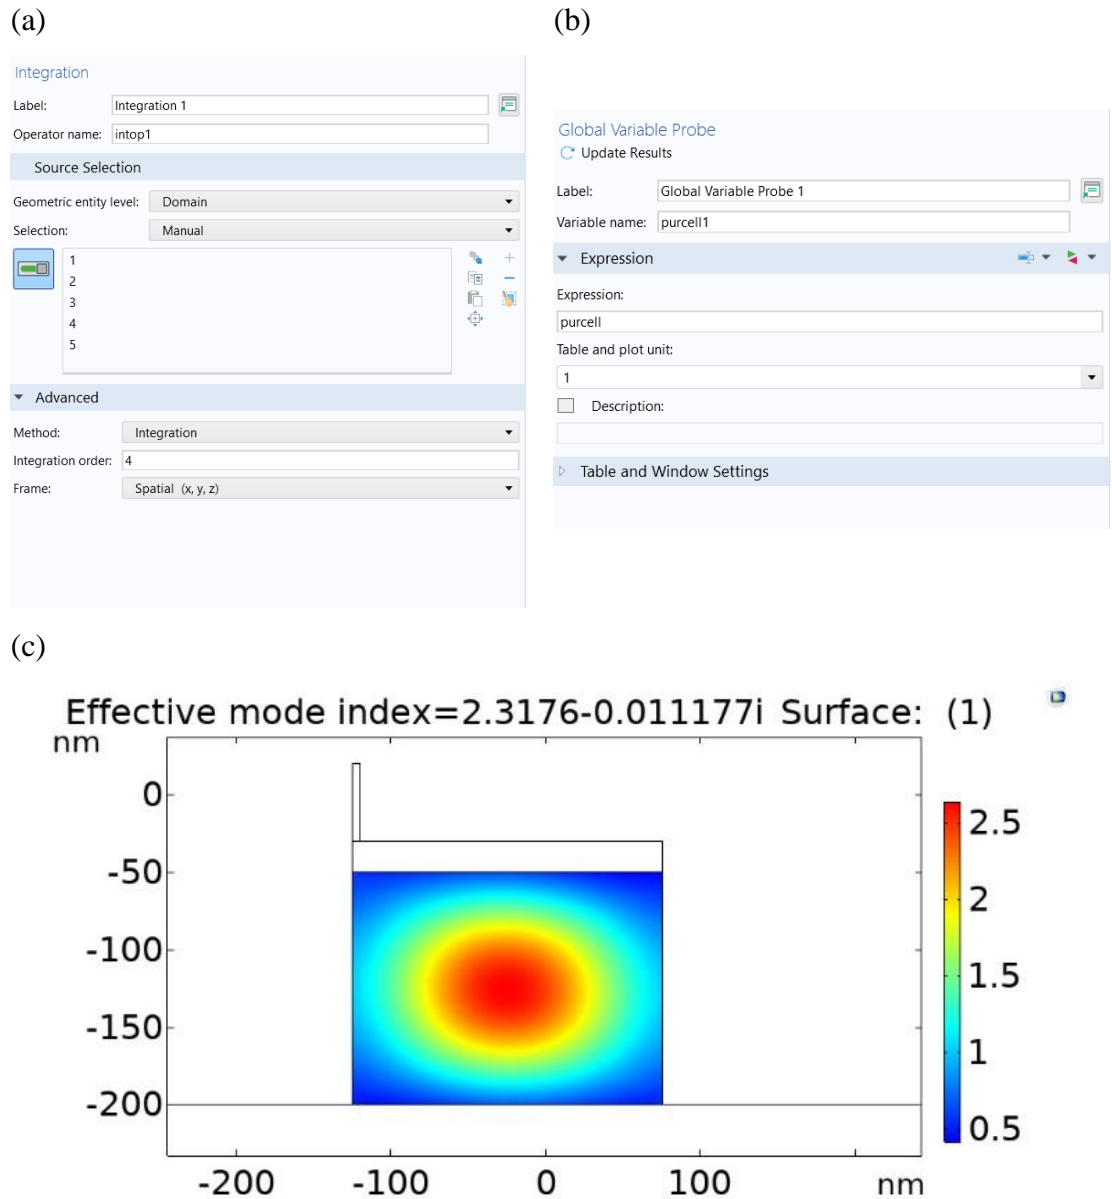 (a)
Integration
Label: Integration 1
Operator name: intop1
Source Selection
Geometric entity level: Domain
Selection: Manual
1
2
3
4
5
Advanced
Method: Integration
Integration order: 4
Frame: Spatial (x, y, z)
(b)
Global Variable Probe
Update Results
Label: Global Variable Probe 1
Variable name: purcell1
Expression
Expression:
purcell
Table and plot unit:
1
Description:
Table and Window Settings
(c)
Effective mode index=2.3176-0.011177i Surface: (1)
nm
0
-50
-100
-150
-200
-200 -100 0 100 nm
2.5
2
1.5
1
0.5